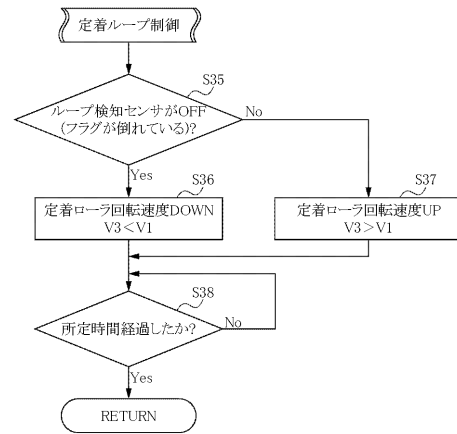 定着ループ制御
S35
ループ検知センサがOFF
(フラグが倒れている)?
No
Yes
S36
定着ローラ回転速度DOWN
V3<V1
S37
定着ローラ回転速度UP
V3>V1
S38
所定時間経過したか?
No
Yes
RETURN